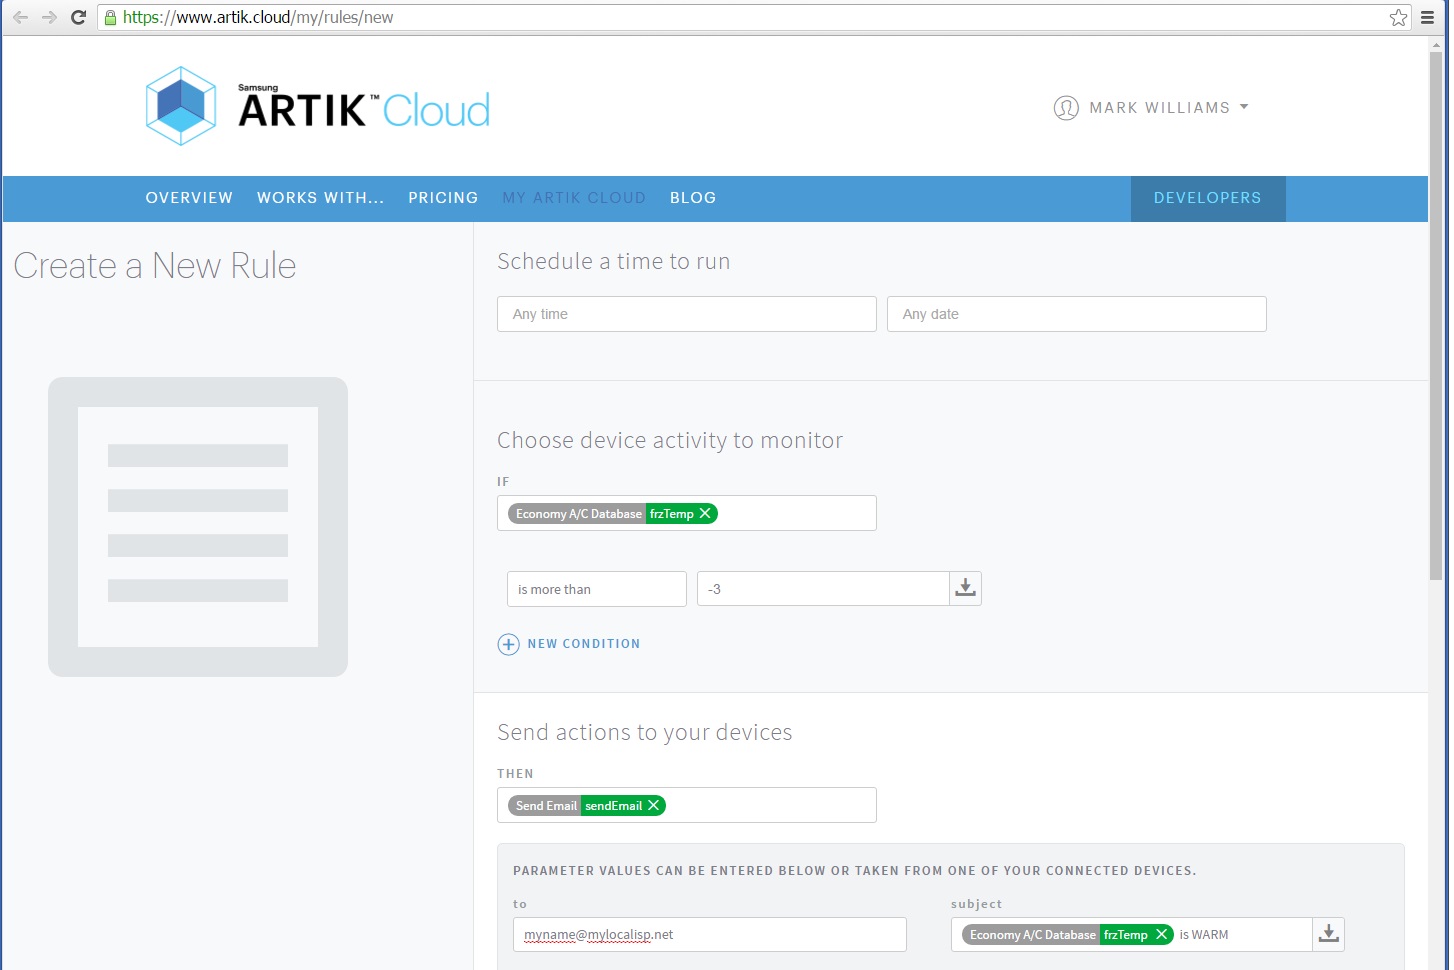 https://www.artik.cloud/my/rules/new
Samsung
ARTIK™ Cloud
MARK WILLIAMS
OVERVIEW WORKS WITH... PRICING MY ARTIK CLOUD BLOG DEVELOPERS
Create a New Rule
Schedule a time to run
Any time Any date
Choose device activity to monitor
IF
Economy A/C Database frzTemp
is more than -3
NEW CONDITION
Send actions to your devices
THEN
Send Email sendEmail
PARAMETER VALUES CAN BE ENTERED BELOW OR TAKEN FROM ONE OF YOUR CONNECTED DEVICES.
to subject
myname@mylocalisp.net Economy A/C Database frzTemp is WARM